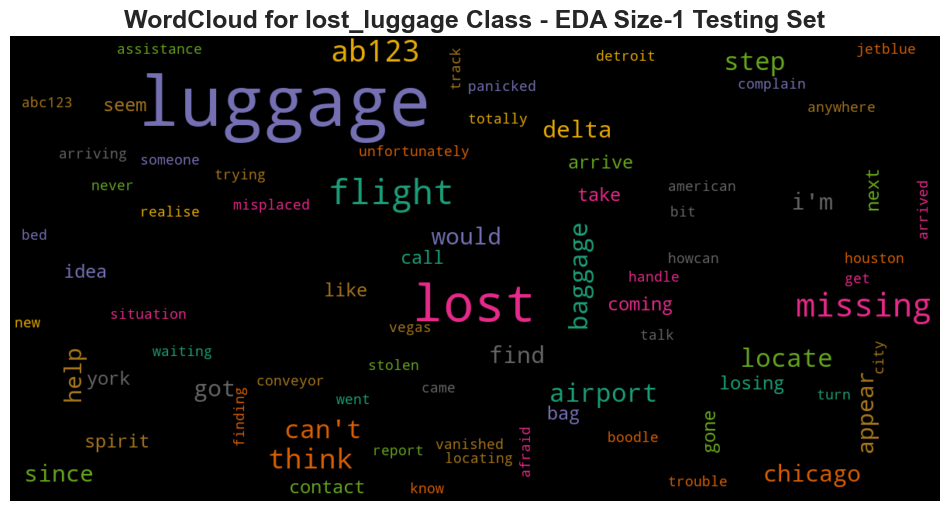 WordCloud for lost_luggage Class - EDA Size-1 Testing Set
assistance
ab123
track
detroit
step
jetblue
luggage
panicked
complain
abc123
seem
anywhere
totally
delta
arriving
someone
unfortunately
arrive
trying
never
flight
take
american
i'm
next
arrived
realise
misplaced
bit
bed
would
baggage
idea
call
howcan
houston
handle
get
like
lost
coming
missing
new
situation
vegas
talk
waiting
find
locate
city
help
york
stolen
conveyor
came
losing
got
finding
went
airport
turn
appear
bag
can't
gone
spirit
vanished
afraid
boodle
think
report
locating
since
contact
know
trouble
chicago